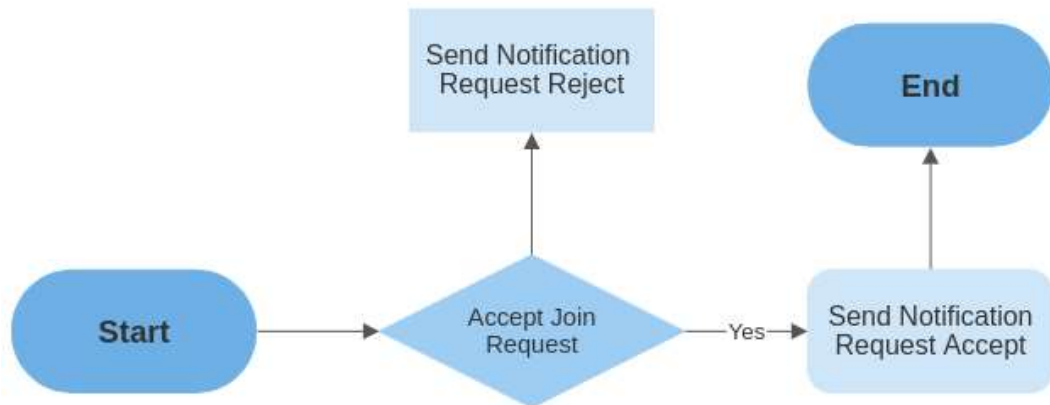 Send Notification
Request Reject
End
Start
Accept Join
Request
Yes
Send Notification
Request Accept